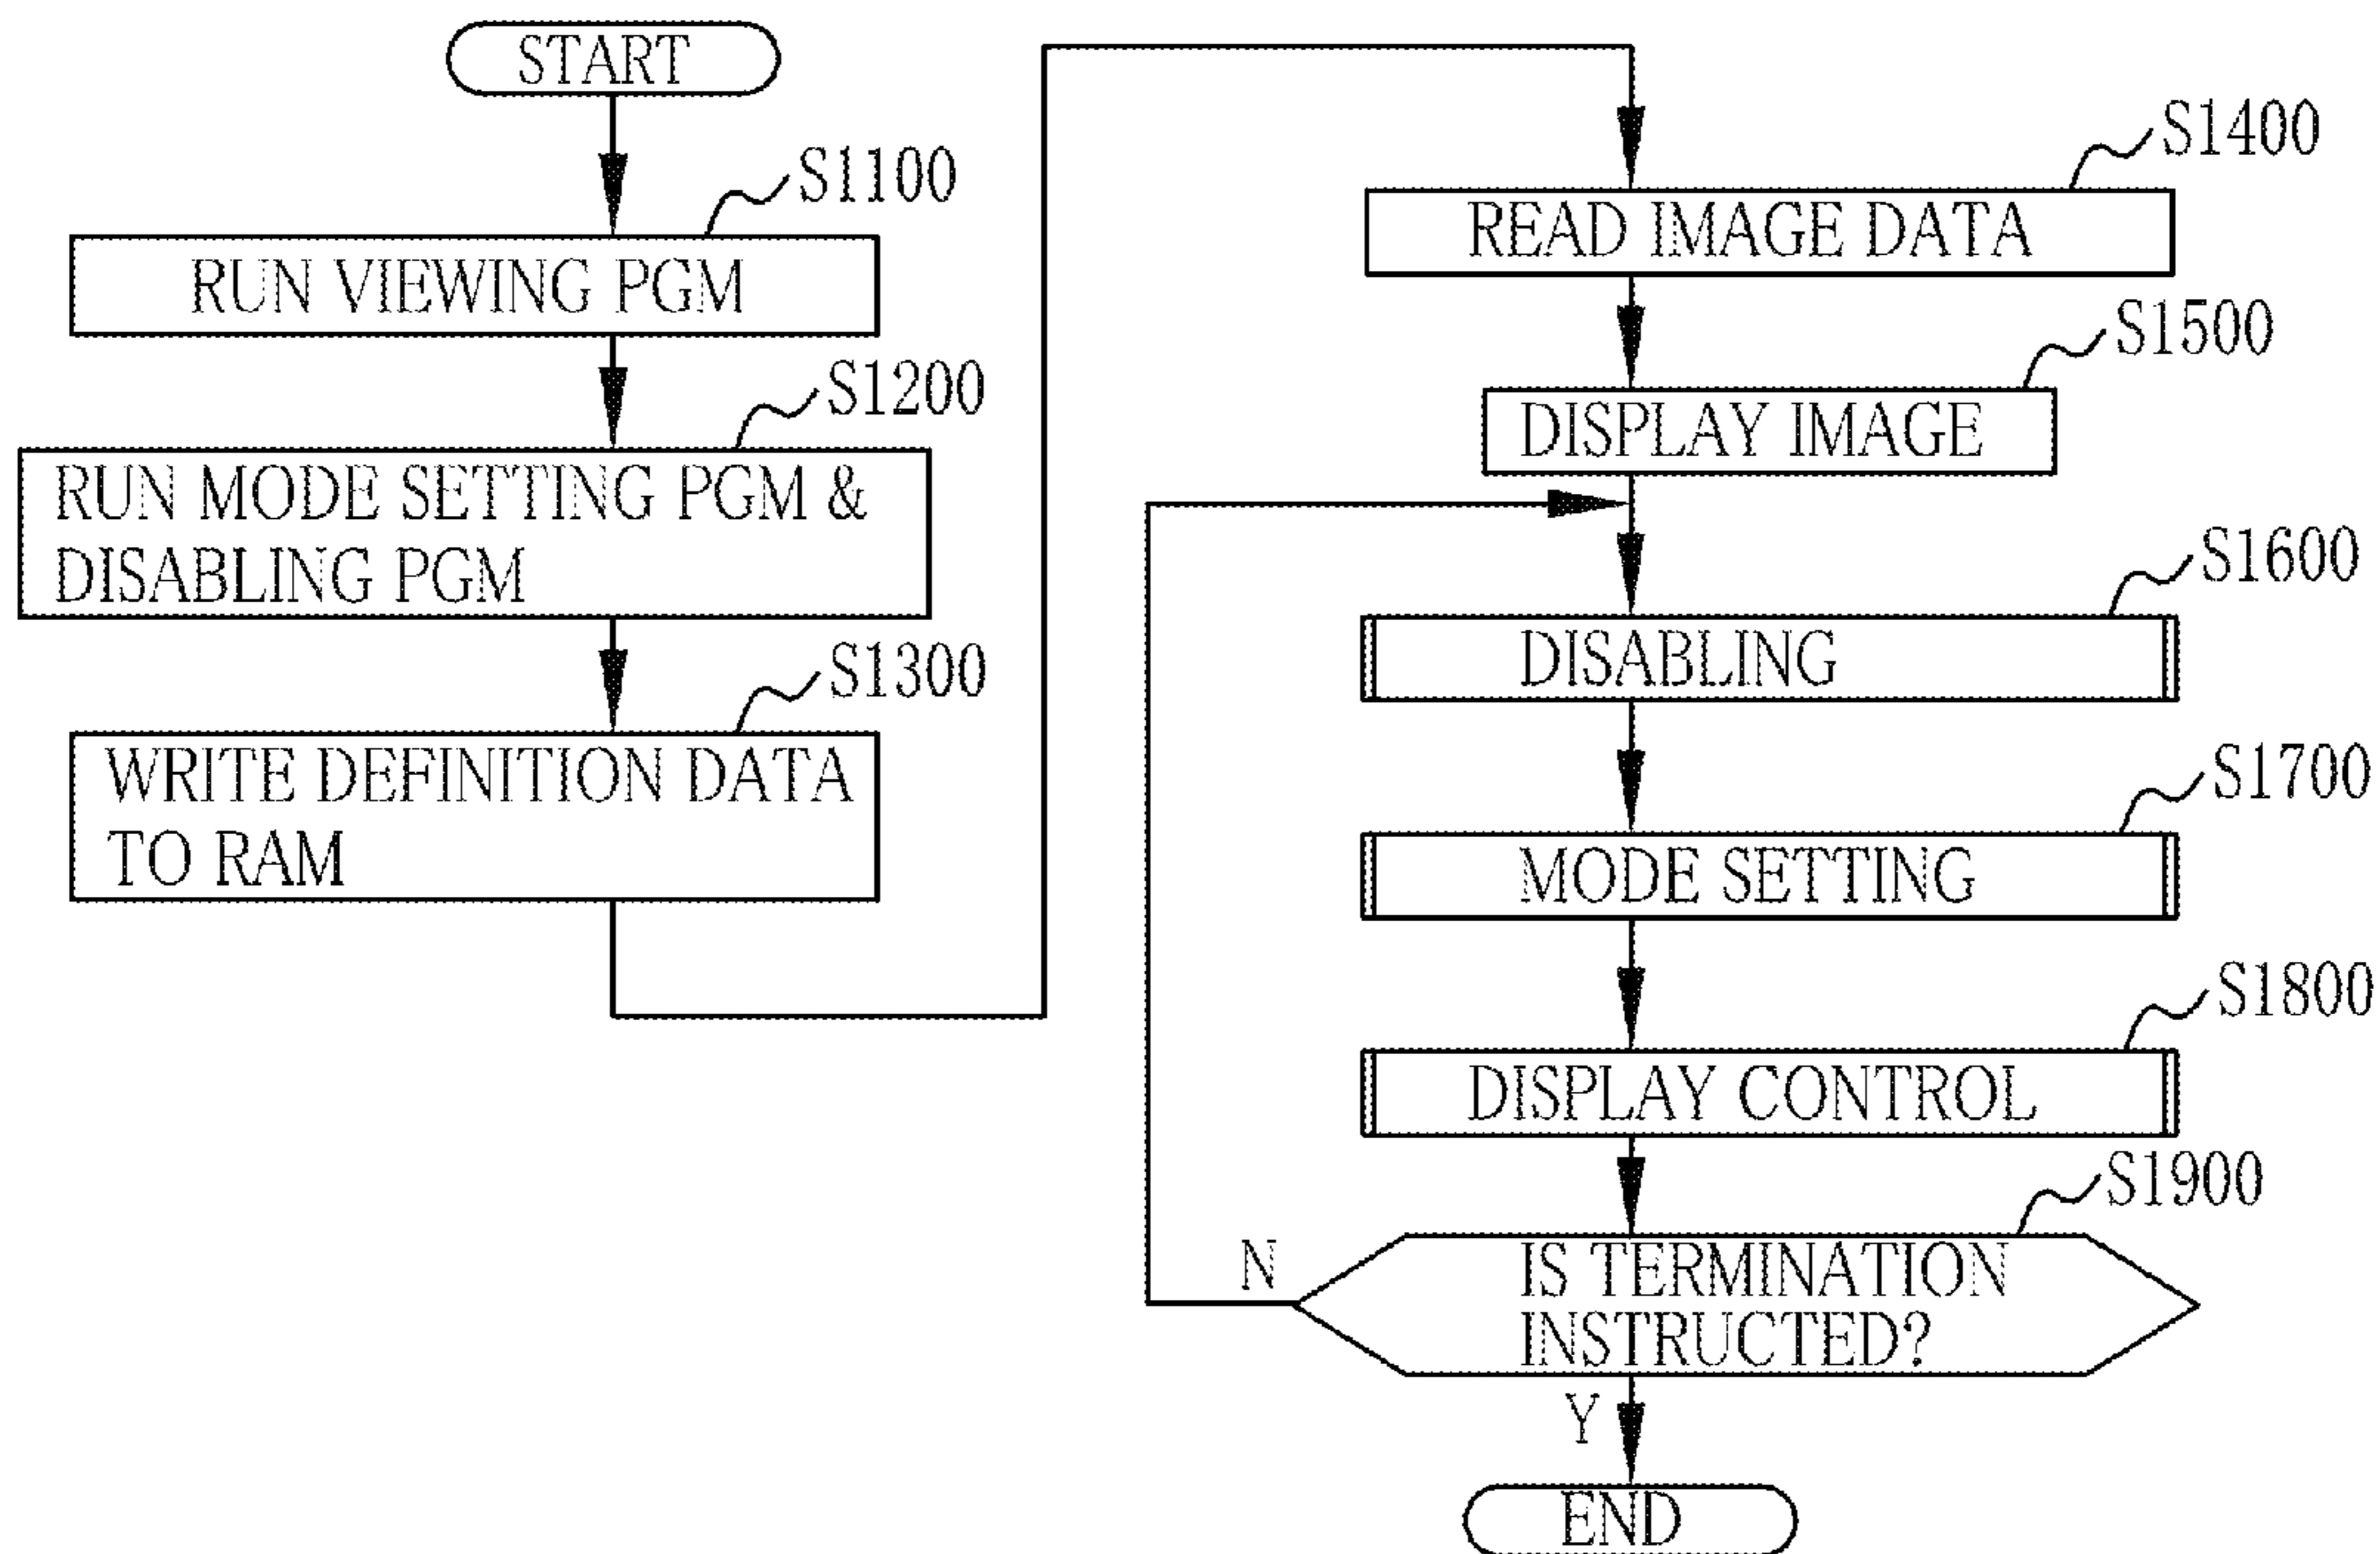 START
S1100
RUN VIEWING PGM
S1200
RUN MODE SETTING PGM &
DISABLING PGM
S1300
WRITE DEFINITION DATA
TO RAM
S1400
READ IMAGE DATA
S1500
DISPLAY IMAGE
S1600
DISABLING
S1700
MODE SETTING
S1800
DISPLAY CONTROL
S1900
IS TERMINATION
INSTRUCTED?
N
Y
END